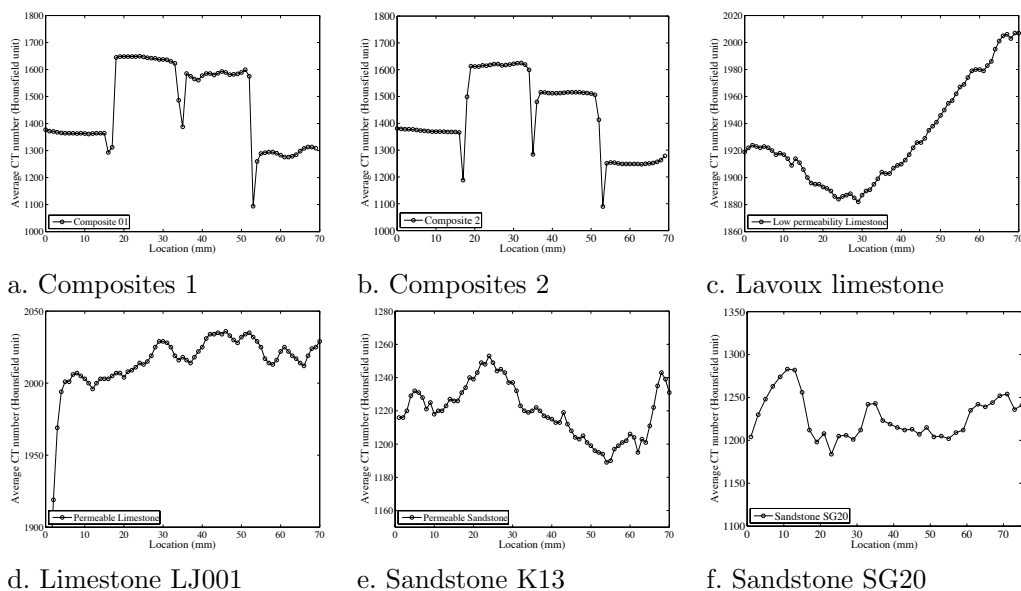 1800
1700
1600
1500
1400
1300
1200
1100
1000
Average CT number (Hounsfield unit)
Composite 01
0 10 20 30 40 50 60 70
Location (mm)
a. Composites 1
1800
1700
1600
1500
1400
1300
1200
1100
1000
Average CT number (Hounsfield unit)
Composite 2
0 10 20 30 40 50 60 70
Location (mm)
b. Composites 2
2020
2000
1980
1960
1940
1920
1900
1880
1860
Average CT number (Hounsfield unit)
Low permeability Limestone
0 10 20 30 40 50 60 70
Location (mm)
c. Lavoux limestone
2050
2000
1950
1900
Average CT number (Hounsfield unit)
Permeable Limestone
0 10 20 30 40 50 60 70
Location (mm)
d. Limestone LJ001
1280
1260
1240
1220
1200
1180
1160
Average CT number (Hounsfield unit)
Permeable Sandstone
0 10 20 30 40 50 60 70
Location (mm)
e. Sandstone K13
1350
1300
1250
1200
1150
1100
Average CT number (Hounsfield unit)
Sandstone SG20
0 10 20 30 40 50 60 70
Location (mm)
f. Sandstone SG20